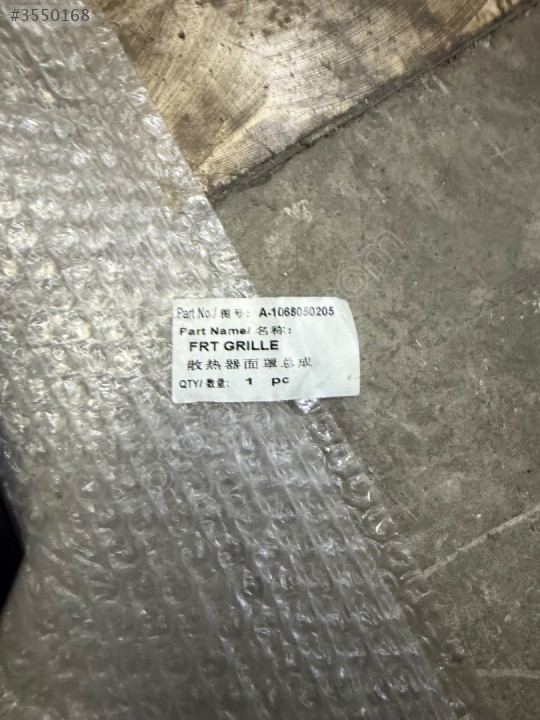 #3550168
Part No:/ 图号: A-1068050205
Part Name/ 名称:
FRT GRILLE
散热器面罩总成
QTY/ 数量: 1 pc